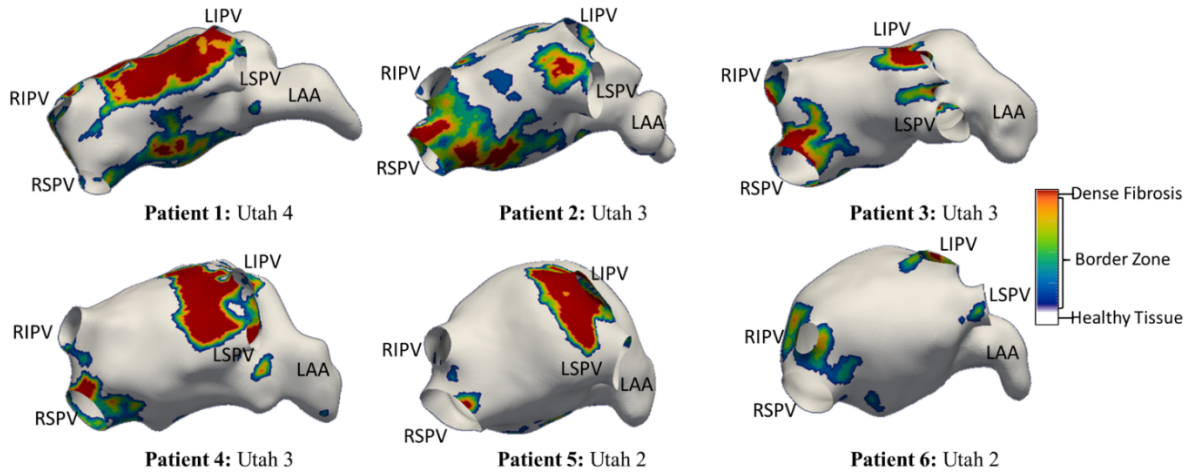 LIPV
RIPV
LSPV
LAA
RSPV
Patient 1: Utah 4
LIPV
RIPV
LSPV
LAA
RSPV
Patient 2: Utah 3
LIPV
RIPV
LAA
LSPV
RSPV
Patient 3: Utah 3
Dense Fibrosis
Border Zone
Healthy Tissue
LIPV
RIPV
LSPV
LAA
RSPV
Patient 4: Utah 3
LIPV
RIPV
LSPV
LAA
RSPV
Patient 5: Utah 2
LIPV
LSPV
RIPV
LAA
RSPV
Patient 6: Utah 2